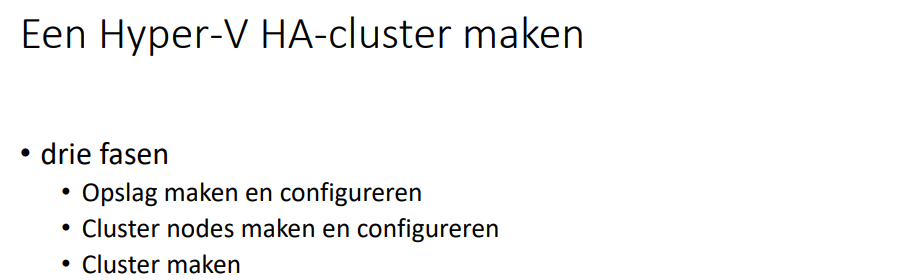 Een Hyper-V HA-cluster maken
• drie fasen
• Opslag maken en configureren
• Cluster nodes maken en configureren
• Cluster maken